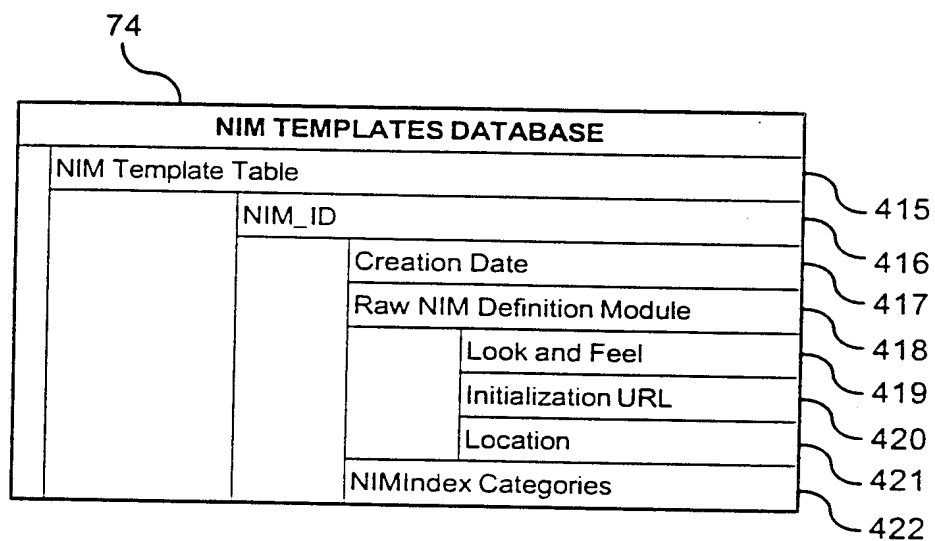 74
NIM TEMPLATES DATABASE
NIM Template Table
415
NIM_ID
416
Creation Date
417
Raw NIM Definition Module
418
Look and Feel
419
Initialization URL
420
Location
421
NIMIndex Categories
422